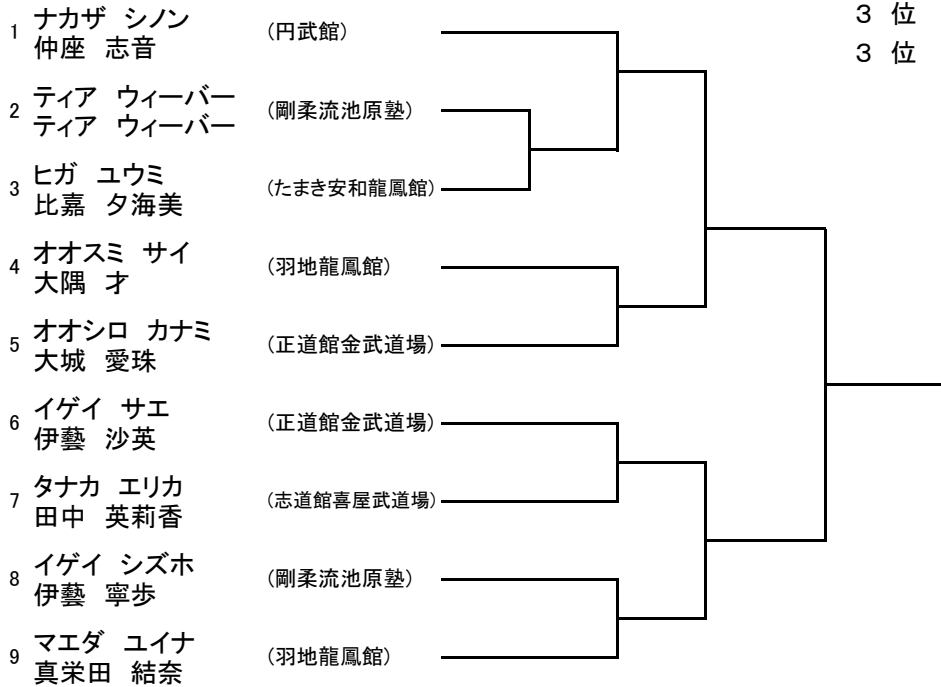 3 位
3 位
1 ナカザ シノン (円武館)
仲座 志音
2 ティア ウィーバー (剛柔流池原塾)
ティア ウィーバー
3 ヒガ ユウミ (たまき安和龍鳳館)
比嘉 夕海美
4 オオスミ サイ (羽地龍鳳館)
大隅 才
5 オオシロ カナミ (正道館金武道場)
大城 愛珠
6 イゲイ サエ (正道館金武道場)
伊藝 沙英
7 タナカ エリカ (志道館喜屋武道場)
田中 英莉香
8 イゲイ シズホ (剛柔流池原塾)
伊藝 寧歩
9 マエダ ユイナ (羽地龍鳳館)
真栄田 結奈